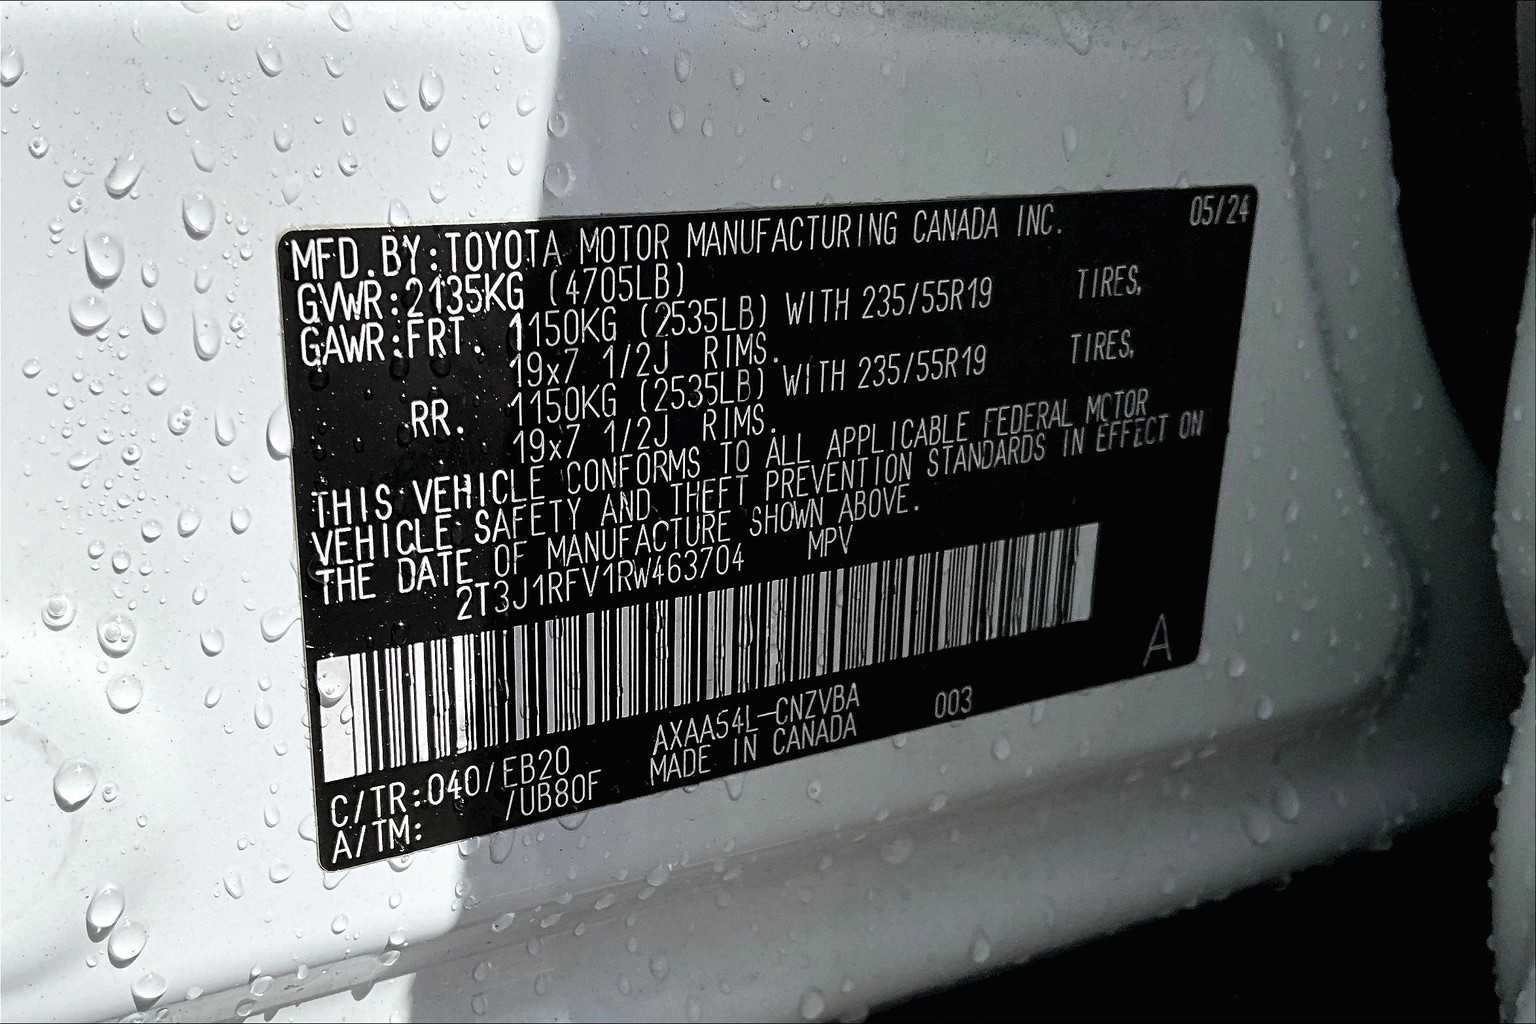 MFD.BY:TOYOTA MOTOR MANUFACTURING CANADA INC. 05/24
GVWR:2135KG (4705LB)
GAWR:FRT. 1150KG (2535LB) WITH 235/55R19 TIRES,
19x7 1/2J RIMS.
RR. 1150KG (2535LB) WITH 235/55R19 TIRES,
19x7 1/2J RIMS.
THIS VEHICLE CONFORMS TO ALL APPLICABLE FEDERAL MOTOR
VEHICLE SAFETY AND THEFT PREVENTION STANDARDS IN EFFECT ON
THE DATE OF MANUFACTURE SHOWN ABOVE.
2T3J1RFV1RW463704 MPV
A
C/TR:040/EB20 AXAA54L-CNZVBA 003
A/TM: /UB80F MADE IN CANADA